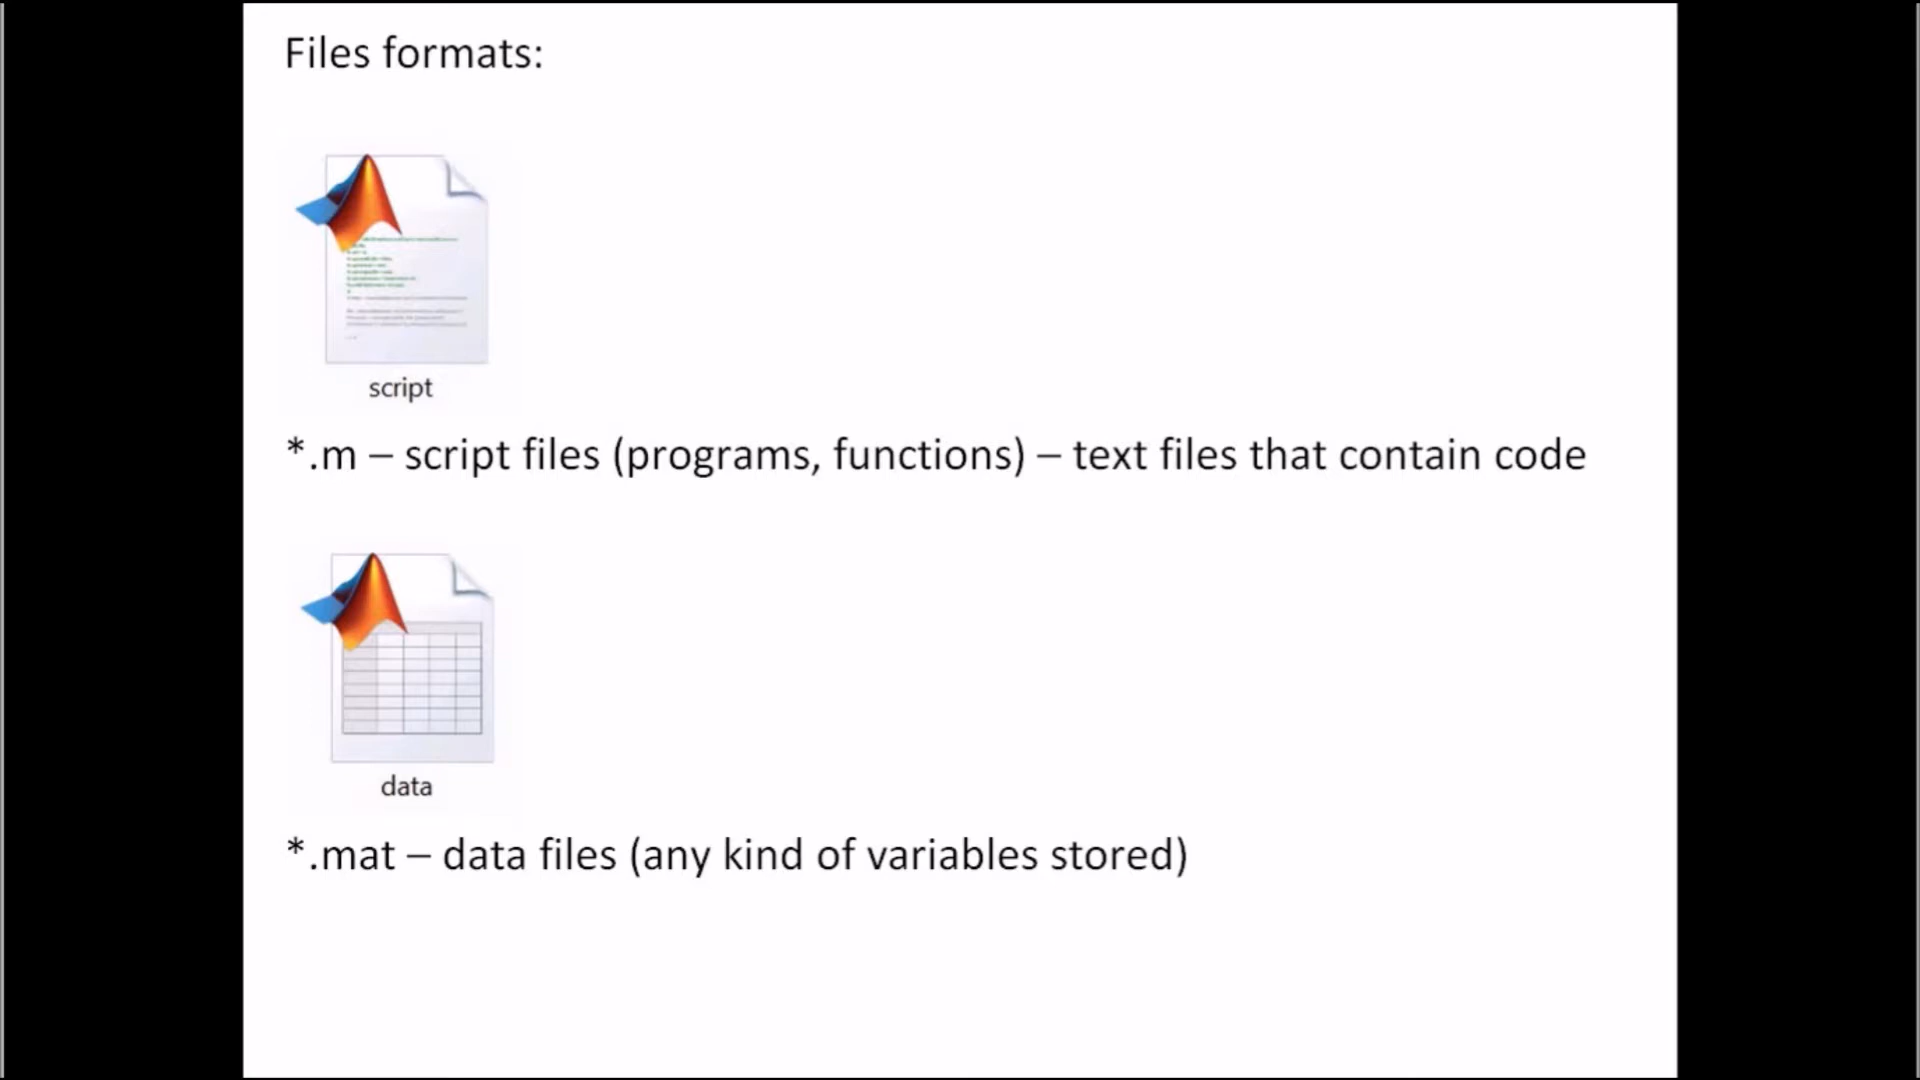 Files formats:
script
*.m – script files (programs, functions) – text files that contain code
data
*.mat – data files (any kind of variables stored)